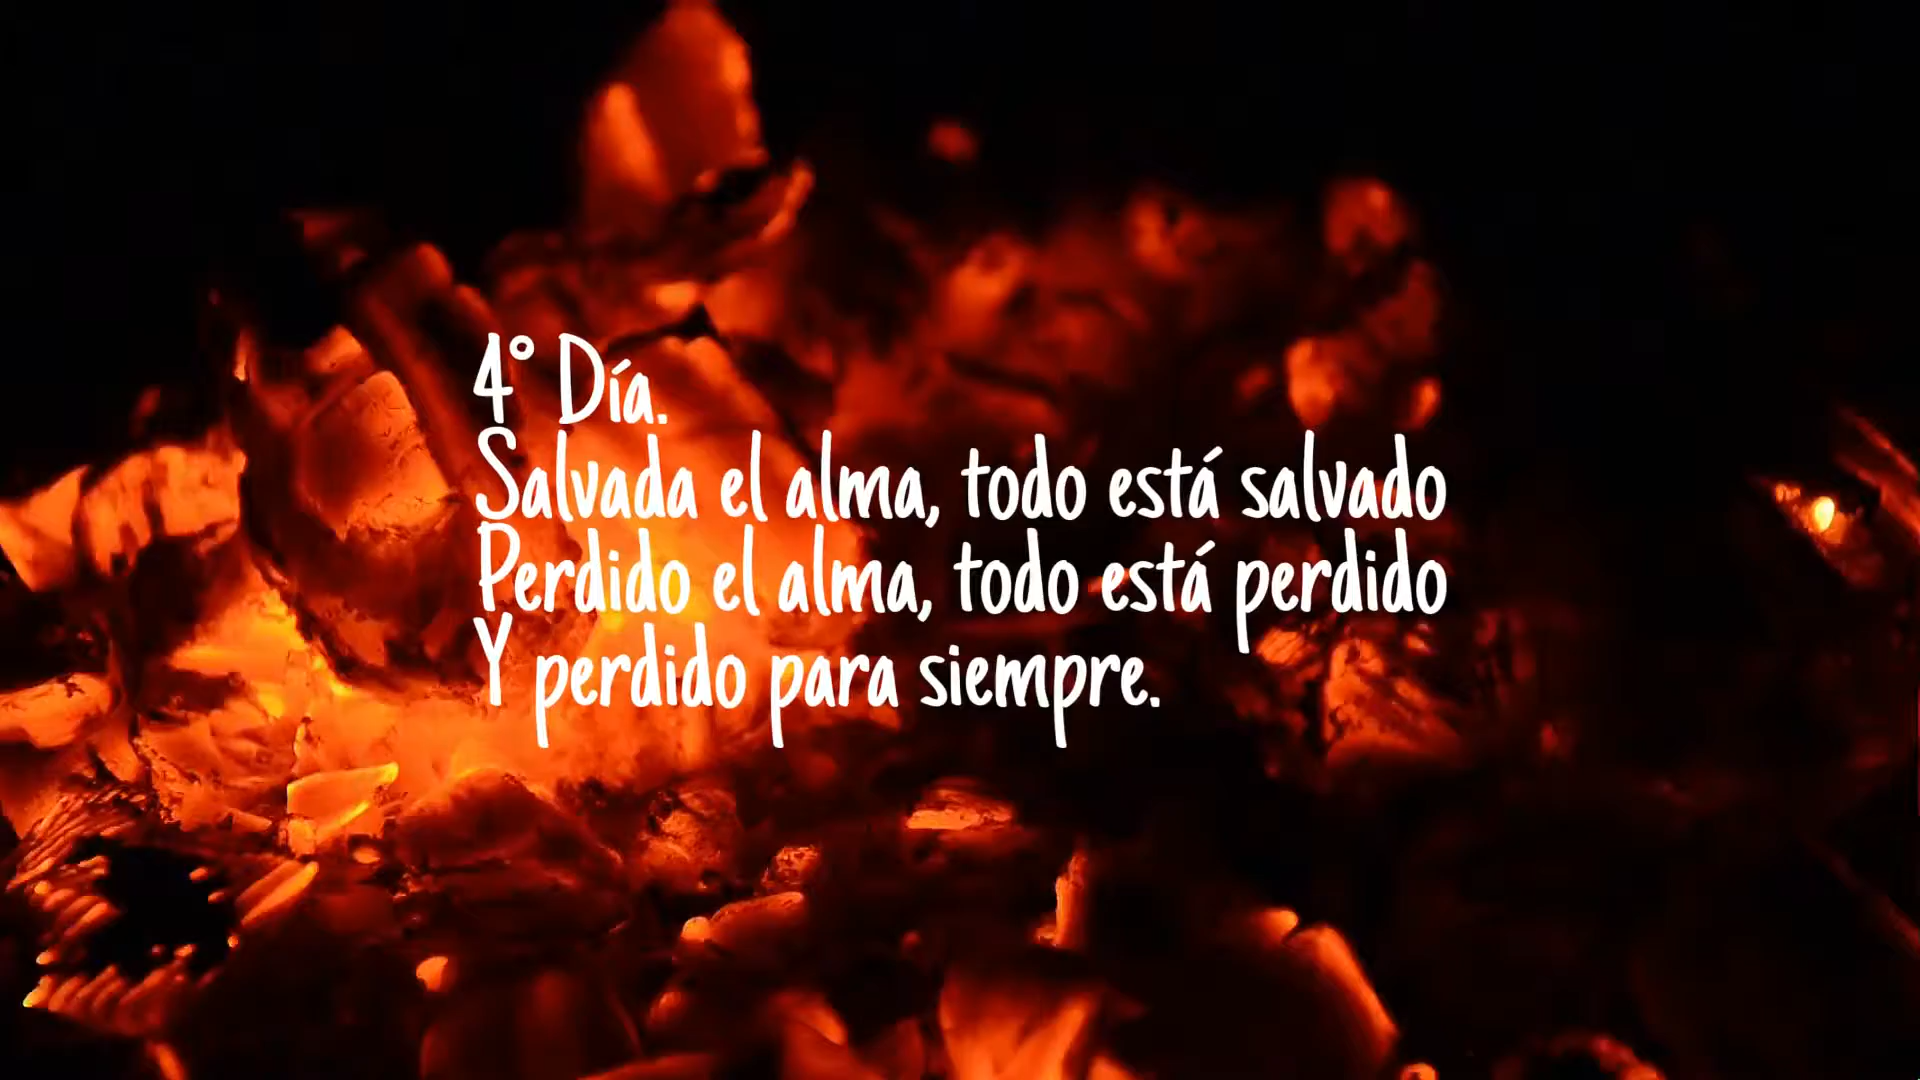 4° Día.
Salvada el alma, todo está salvado
Perdido el alma, todo está perdido
Y perdido para siempre.